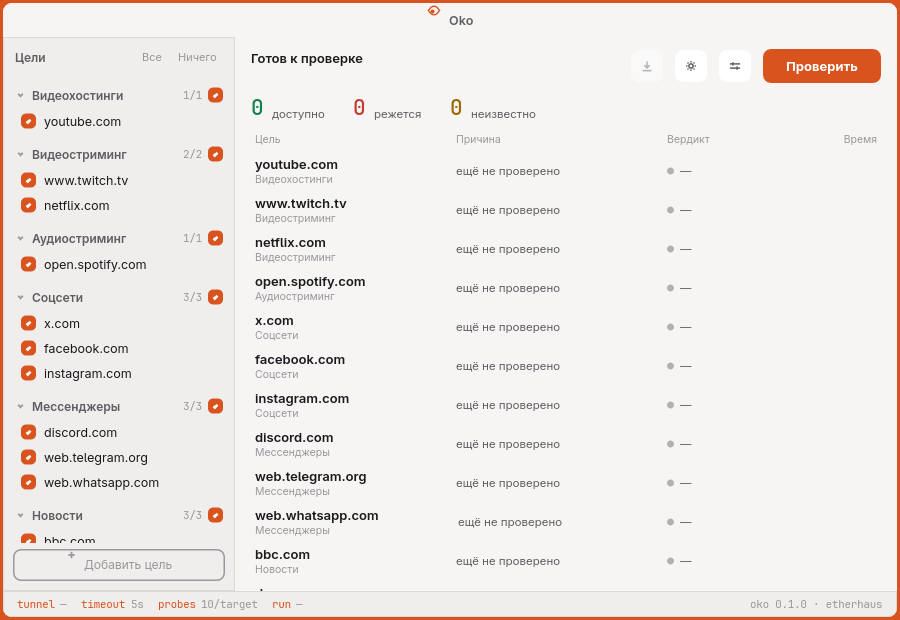 Oko
Цели Все Ничего
Видеохостинги 1/1
youtube.com
Видеостриминг 2/2
www.twitch.tv
netflix.com
Аудиостриминг 1/1
open.spotify.com
Соцсети 3/3
x.com
facebook.com
instagram.com
Мессенджеры 3/3
discord.com
web.telegram.org
web.whatsapp.com
Новости 3/3
bbc.com
+ Добавить цель
Готов к проверке
Проверить
0 доступно 0 режется 0 неизвестно
Цель Причина Вердикт Время
youtube.com ещё не проверено —
Видеохостинги
www.twitch.tv ещё не проверено —
Видеостриминг
netflix.com ещё не проверено —
Видеостриминг
open.spotify.com ещё не проверено —
Аудиостриминг
x.com ещё не проверено —
Соцсети
facebook.com ещё не проверено —
Соцсети
instagram.com ещё не проверено —
Соцсети
discord.com ещё не проверено —
Мессенджеры
web.telegram.org ещё не проверено —
Мессенджеры
web.whatsapp.com ещё не проверено —
Мессенджеры
bbc.com ещё не проверено —
Новости
tunnel — timeout 5s probes 10/target run —
oko 0.1.0 · etherhaus